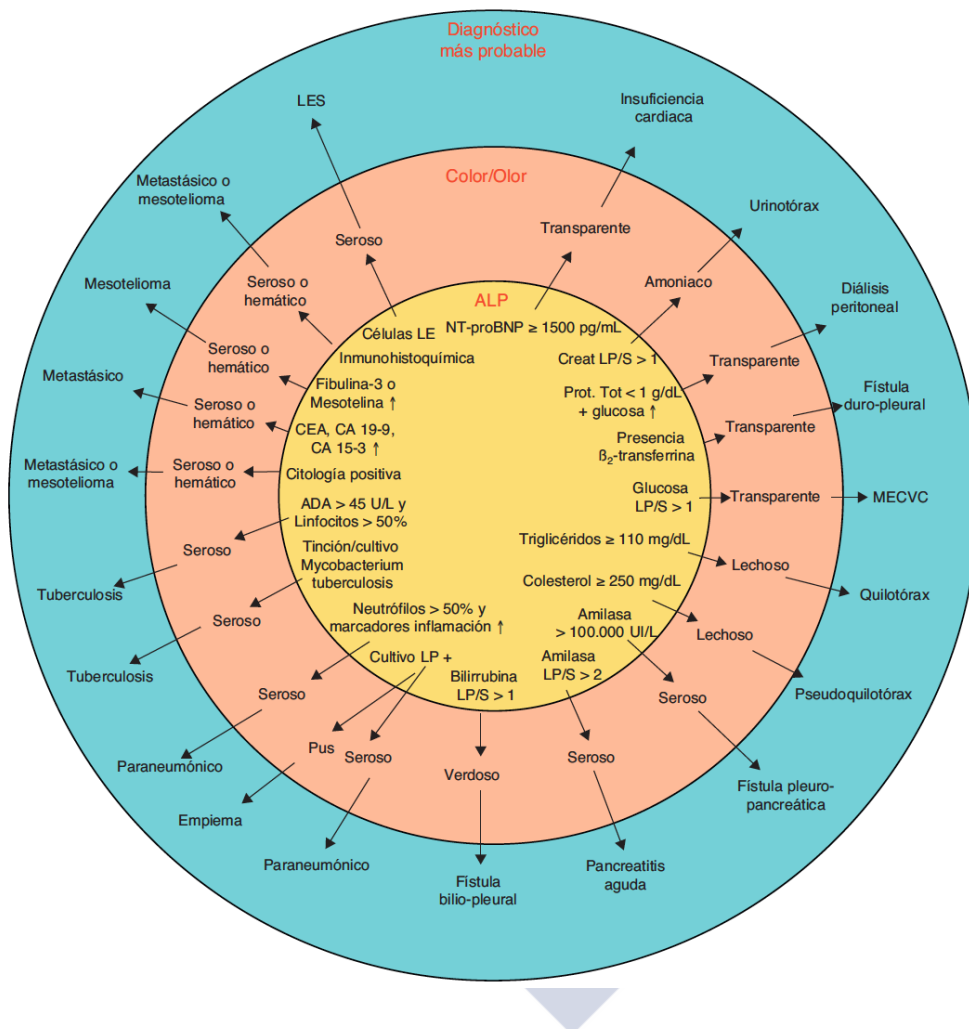 Diagnóstico
más probable
LES
Insuficiencia
cardiaca
Metastásico o
mesotelioma
Color/Olor
Urinotórax
Seroso
Transparente
Mesotelioma
Seroso o
hemático
Amoniaco
Diálisis
peritoneal
ALP
Células LE
NT-proBNP ≥ 1500 pg/mL
Metastásico
Seroso o
hemático
Inmunohistoquímica
Creat LP/S > 1
Transparente
Fístula
duro-pleural
Fibulina-3 o
Mesotelina ↑
Prot. Tot < 1 g/dL
+ glucosa ↑
Seroso o
hemático
CEA, CA 19-9,
CA 15-3 ↑
Presencia
ß₂-transferrina
Transparente
Metastásico o
mesotelioma
Seroso o
hemático
Citología positiva
Glucosa
LP/S > 1
Transparente
MECVC
ADA > 45 U/L y
Linfocitos > 50%
Seroso
Tuberculosis
Triglicéridos ≥ 110 mg/dL
Lechoso
Quilotórax
Tinción/cultivo
Mycobacterium
tuberculosis
Seroso
Tuberculosis
Colesterol ≥ 250 mg/dL
Lechoso
Pseudoquilotórax
Neutrófilos > 50% y
marcadores inflamación ↑
Seroso
Paraneumónico
Amilasa
> 100.000 UI/L
Seroso
Fístula pleuro-
pancreática
Cultivo LP +
Pus
Empiema
Seroso
Paraneumónico
Bilirrubina
LP/S > 1
Verdoso
Fístula
bilio-pleural
Amilasa
LP/S > 2
Seroso
Pancreatitis
aguda